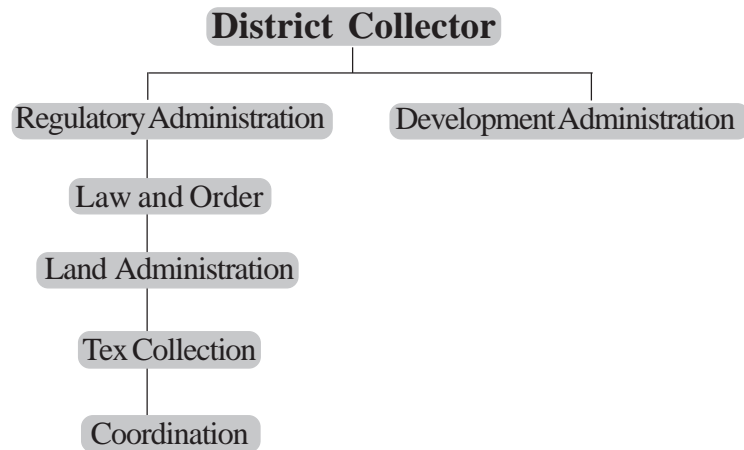 District Collector
Regulatory Administration
Development Administration
Law and Order
Land Administration
Tex Collection
Coordination